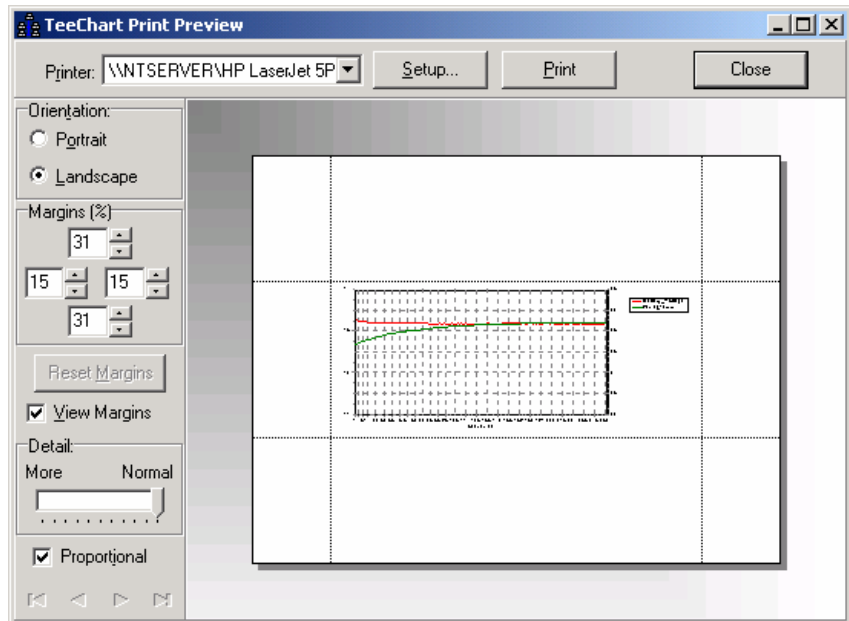 TeeChart Print Preview
Printer: \\NTSERVER\HP LaserJet 5P Setup... Print Close
Orientation:
Portrait
Landscape
Margins (%)
31
15 15
31
Reset Margins
View Margins
Detail:
More Normal
Proportional